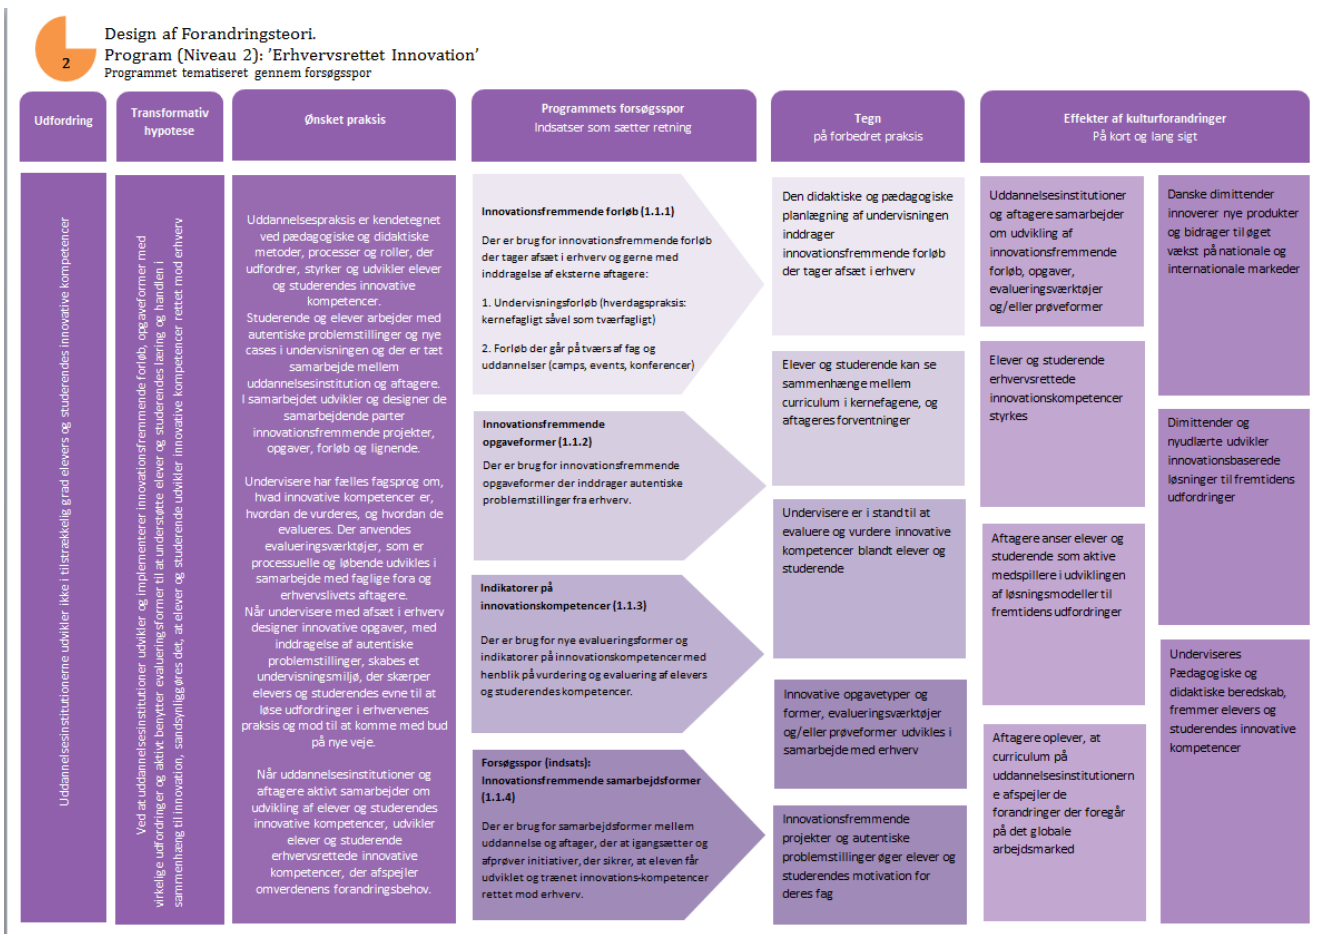 2
Design af Forandringsteori.
Program (Niveau 2): ’Erhvervsrettet Innovation’
Programmet tematiseret gennem forsøgsspor
Udfordring
Transformativ
hypotese
Ønsket praksis
Programmets forsøgsspor
Indsatser som sætter retning
Tegn
på forbedret praksis
Effekter af kulturforandringer
På kort og lang sigt
Uddannelsesinstitutionerne udvikler ikke i tilstrækkelig grad elevers og studerendes innovative kompetencer
Ved at uddannelsesinstitutioner udvikler og implementerer innovationsfremmende forløb, opgaveformer med
virkelige udfordringer og aktivt benytter evalueringsformer til at understøtte elever og studerendes læring og handlen i
sammenhæng til innovation, sandsynliggøres det, at elever og studerende udvikler innovative kompetencer rettet mod erhverv
Uddannelsespraksis er kendetegnet
ved pædagogiske og didaktiske
metoder, processer og roller, der
udfordrer, styrker og udvikler elever
og studerendes innovative
kompetencer.
Studerende og elever arbejder med
autentiske problemstillinger og nye
cases i undervisningen og der er tæt
samarbejde mellem
uddannelsesinstitution og aftagere.
I samarbejdet udvikler og designer de
samarbejdende parter
innovationsfremmende projekter,
opgaver, forløb og lignende.
Undervisere har fælles fagsprog om,
hvad innovative kompetencer er,
hvordan de vurderes, og hvordan de
evalueres. Der anvendes
evalueringsværktøjer, som er
processuelle og løbende udvikles i
samarbejde med faglige fora og
erhvervslivets aftagere.
Når undervisere med afsæt i erhverv
designer innovative opgaver, med
inddragelse af autentiske
problemstillinger, skabes et
undervisningsmiljø, der skærper
elevers og studerendes evne til at
løse udfordringer i erhvervenes
praksis og mod til at komme med bud
på nye veje.
Når uddannelsesinstitutioner og
aftagere aktivt samarbejder om
udvikling af elever og studerendes
innovative kompetencer, udvikler
elever og studerende
erhvervsrettede innovative
kompetencer, der afspejler
omverdenens forandringsbehov.
Innovationsfremmende forløb (1.1.1)
Der er brug for innovationsfremmende forløb
der tager afsæt i erhverv og gerne med
inddragelse af eksterne aftagere:
1. Undervisningsforløb (hverdagspraksis:
kernefagligt såvel som tværfagligt)
2. Forløb der går på tværs af fag og
uddannelser (camps, events, konferencer)
Innovationsfremmende
opgaveformer (1.1.2)
Der er brug for innovationsfremmende
opgaveformer der inddrager autentiske
problemstillinger fra erhverv.
Indikatorer på
innovationskompetencer (1.1.3)
Der er brug for nye evalueringsformer og
indikatorer på innovationskompetencer med
henblik på vurdering og evaluering af elevers
og studerendes kompetencer.
Forsøgsspor (indsats):
Innovationsfremmende samarbejdsformer
(1.1.4)
Der er brug for samarbejdsformer mellem
uddannelse og aftager, der at igangsætter og
afprøver initiativer, der sikrer, at eleven får
udviklet og trænet innovations-kompetencer
rettet mod erhverv.
Den didaktiske og pædagogiske
planlægning af undervisningen
inddrager
innovationsfremmende forløb
der tager afsæt i erhverv
Elever og studerende kan se
sammenhænge mellem
curriculum i kernefagene, og
aftageres forventninger
Undervisere er i stand til at
evaluere og vurdere innovative
kompetencer blandt elever og
studerende
Innovative opgavetyper og
former, evalueringsværktøjer
og/eller prøveformer udvikles i
samarbejde med erhverv
Innovationsfremmende
projekter og autentiske
problemstillinger øger elever og
studerendes motivation for
deres fag
Uddannelsesinstitutioner
og aftagere samarbejder
om udvikling af
innovationsfremmende
forløb, opgaver,
evalueringsværktøjer
og/eller prøveformer
Elever og studerende
erhvervsrettede
innovationskompetencer
styrkes
Aftagere anser elever og
studerende som aktive
medspillere i udviklingen
af løsningsmodeller til
fremtidens udfordringer
Aftagere oplever, at
curriculum på
uddannelsesinstitutionern
e afspejler de
forandringer der foregår
på det globale
arbejdsmarked
Danske dimittender
innoverer nye produkter
og bidrager til øget
vækst på nationale og
internationale markeder
Dimittender og
nyudlærte udvikler
innovationsbaserede
løsninger til fremtidens
udfordringer
Underviseres
Pædagogiske og
didaktiske beredskab,
fremmer elevers og
studerendes innovative
kompetencer